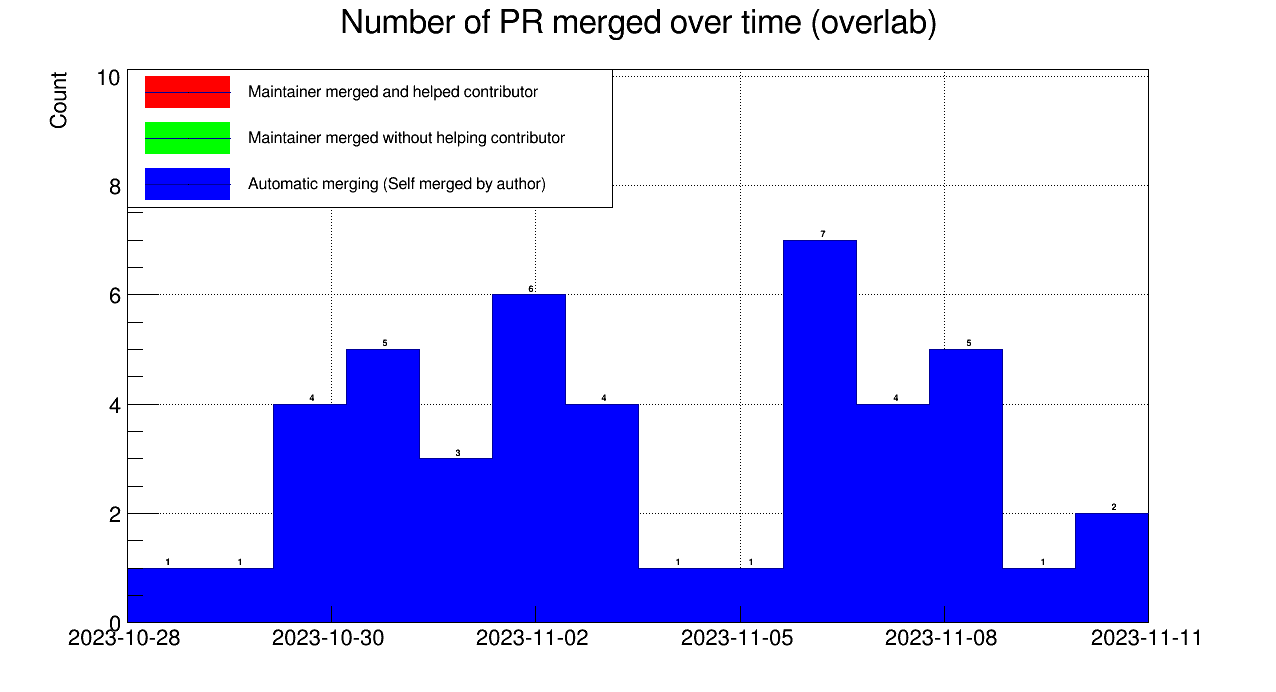 Number of PR merged over time (overlab)
Count
10
8
6
4
2
0
Maintainer merged and helped contributor
Maintainer merged without helping contributor
Automatic merging (Self merged by author)
1 1 4 5 3 6 4 1 1 7 4 5 1 2
2023-10-28 2023-10-30 2023-11-02 2023-11-05 2023-11-08 2023-11-11